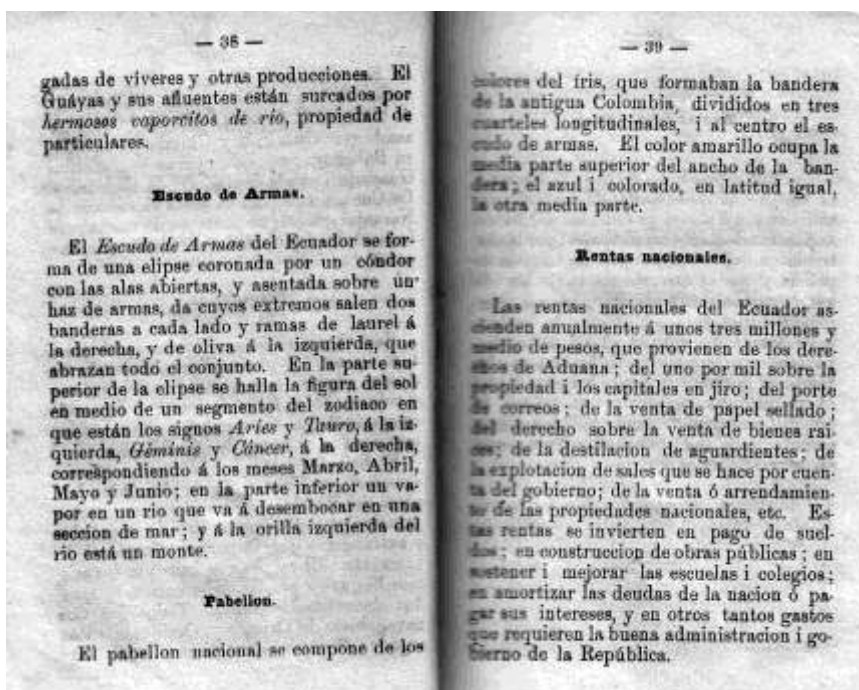 — 38 —
gadas de víveres y otras producciones. El
Guáyas y sus afluentes están surcados por
hermosos vaporcitos de rio, propiedad de
particulares.
Escudo de Armas.
El Escudo de Armas del Ecuador se for-
ma de una elipse coronada por un cóndor
con las alas abiertas, y asentada sobre un
haz de armas, da cuyos extremos salen dos
banderas a cada lado y ramas de laurel á
la derecha, y de oliva á la izquierda, que
abrazan todo el conjunto. En la parte su-
perior de la elipse se halla la figura del sol
en medio de un segmento del zodiaco en
que están los signos Aries y Tauro, á la iz-
quierda, Géminis y Cáncer, á la derecha,
correspondiendo á los meses Marzo, Abril,
Mayo y Junio; en la parte inferior un va-
por en un rio que va á desembocar en una
seccion de mar; y á la orilla izquierda del
rio está un monte.
Pabellon.
El pabellon nacional se compone de los
— 39 —
colores del íris, que formaban la bandera
de la antigua Colombia, divididos en tres
cuarteles longitudinales, i al centro el es-
cudo de armas. El color amarillo ocupa la
media parte superior del ancho de la ban-
dera; el azul i colorado, en latitud igual,
la otra media parte.
Rentas nacionales.
Las rentas nacionales del Ecuador as-
cienden anualmente á unos tres millones y
medio de pesos, que provienen de los dere-
chos de Aduana; del uno por mil sobre la
propiedad i los capitales en jiro; del porte
de correos; de la venta de papel sellado;
del derecho sobre la venta de bienes rai-
ces; de la destilacion de aguardientes; de
la explotacion de sales que se hace por cuen-
ta del gobierno; de la venta ó arrendamien-
to de las propiedades nacionales, etc. Es-
tas rentas se invierten en pago de suel-
dos; en construccion de obras públicas; en
sostener i mejorar las escuelas i colegios;
en amortizar las deudas de la nacion ó pa-
gar sus intereses, y en otros tantos gastos
que requieren la buena administracion i go-
bierno de la República.